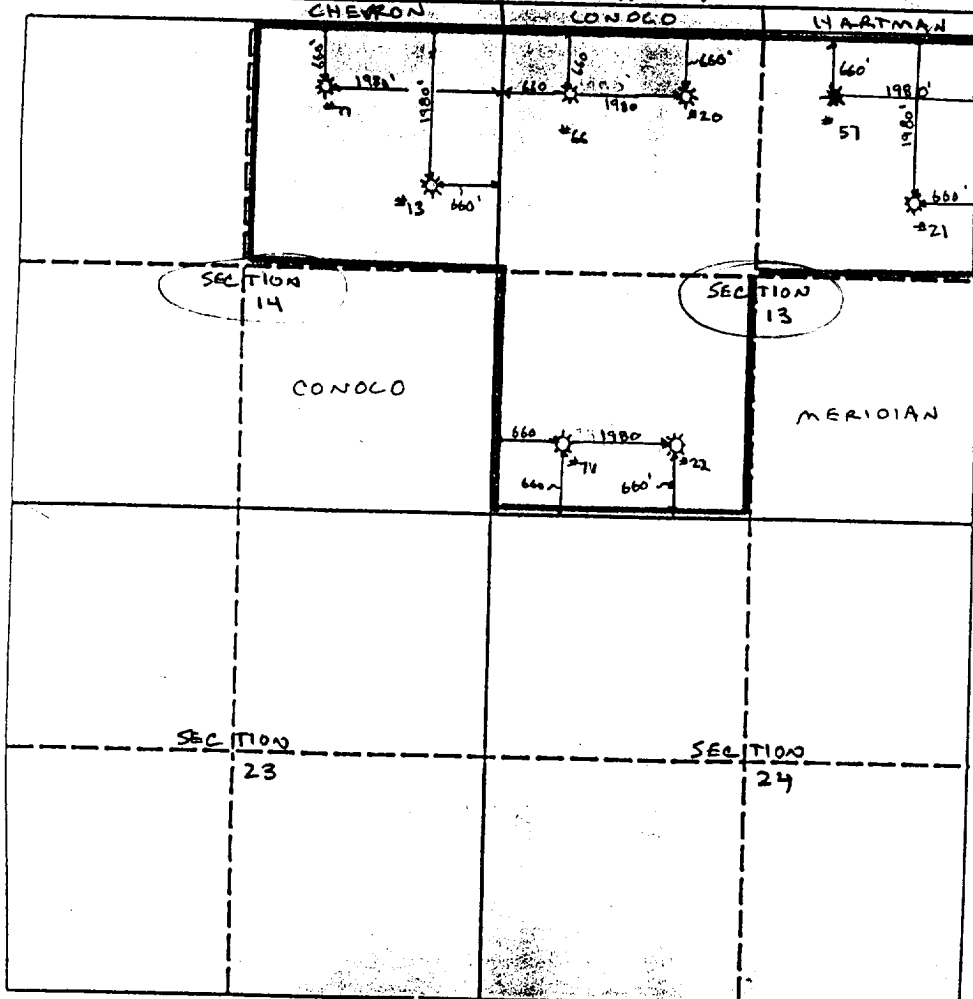 CHEVRON CONOCO HARTMAN
660' 660 660' 660'
1980' 660 1980 1980'
#66 #20 #57
1980' 1980'
#13 660' 660'
#21
SECTION
14
SECTION
13
CONOCO
MERIDIAN
660 1980
#22
660 660'
SECTION
23
SECTION
24